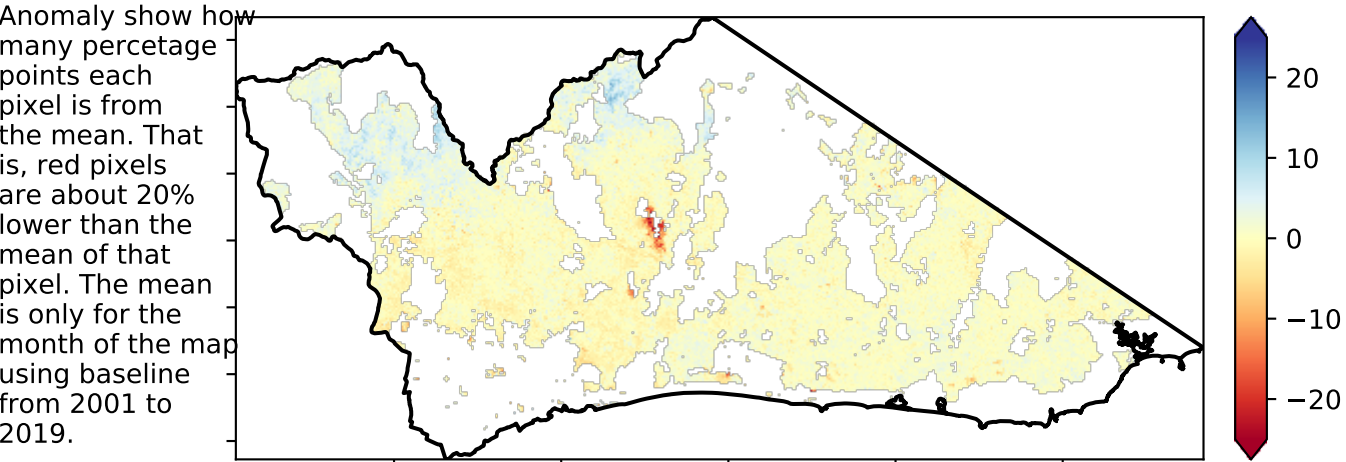 Anomaly show how
many percetage
points each
pixel is from
the mean. That
is, red pixels
are about 20%
lower than the
mean of that
pixel. The mean
is only for the
month of the map
using baseline
from 2001 to
2019.
20
10
0
−10
−20